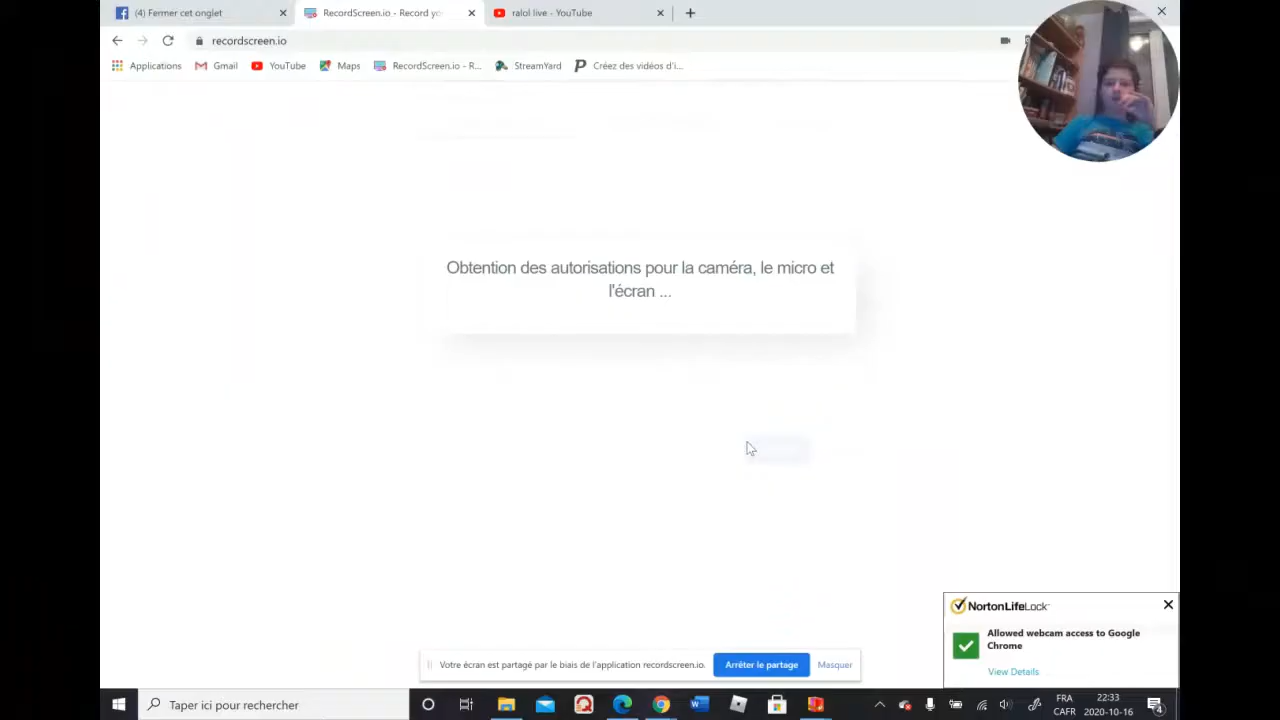 (4) Fermer cet onglet
RecordScreen.io - Record yo
ralol live - YouTube
recordscreen.io
Applications
Gmail
YouTube
Maps
RecordScreen.io - R...
StreamYard
Créez des vidéos d'i...
Obtention des autorisations pour la caméra, le micro et
l'écran ...
NortonLifeLock
Allowed webcam access to Google
Chrome
View Details
Votre écran est partagé par le biais de l'application recordscreen.io.
Arrêter le partage
Masquer
Taper ici pour rechercher
FRA
CAFR
22:33
2020-10-16
4